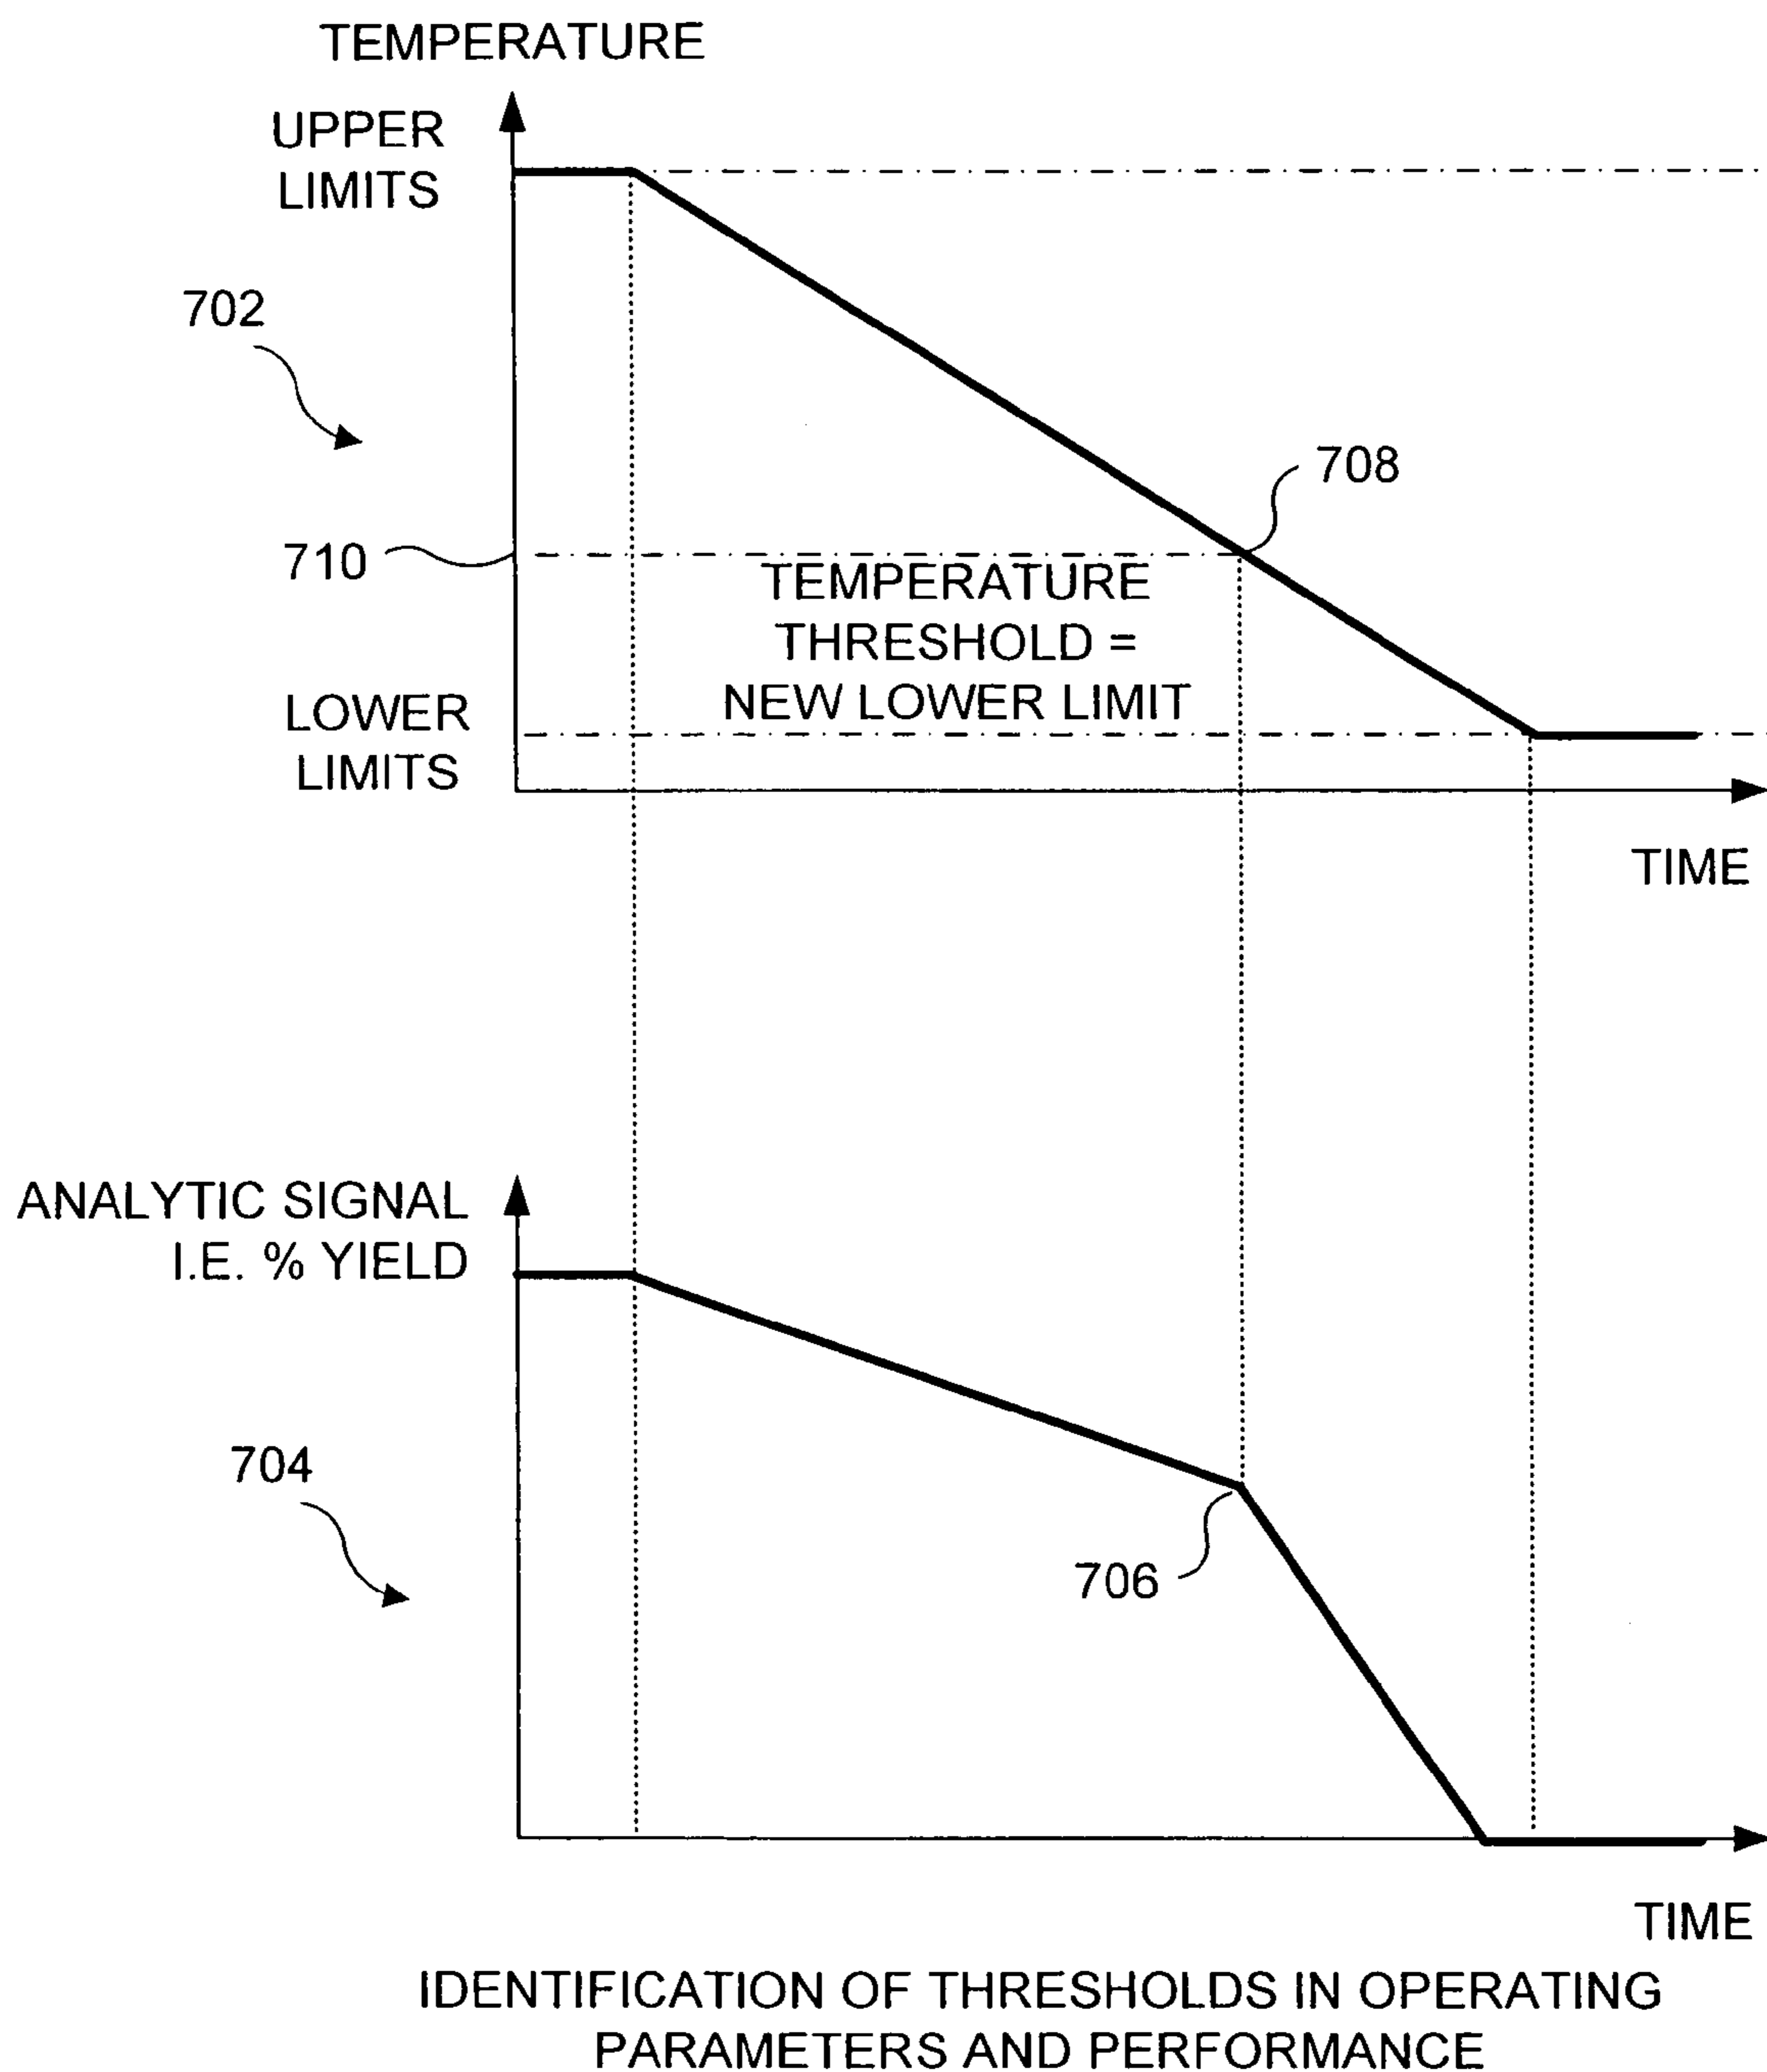 TEMPERATURE
UPPER
LIMITS
702
708
710
TEMPERATURE
THRESHOLD =
NEW LOWER LIMIT
LOWER
LIMITS
TIME
ANALYTIC SIGNAL
I.E. % YIELD
704
706
TIME
IDENTIFICATION OF THRESHOLDS IN OPERATING
PARAMETERS AND PERFORMANCE